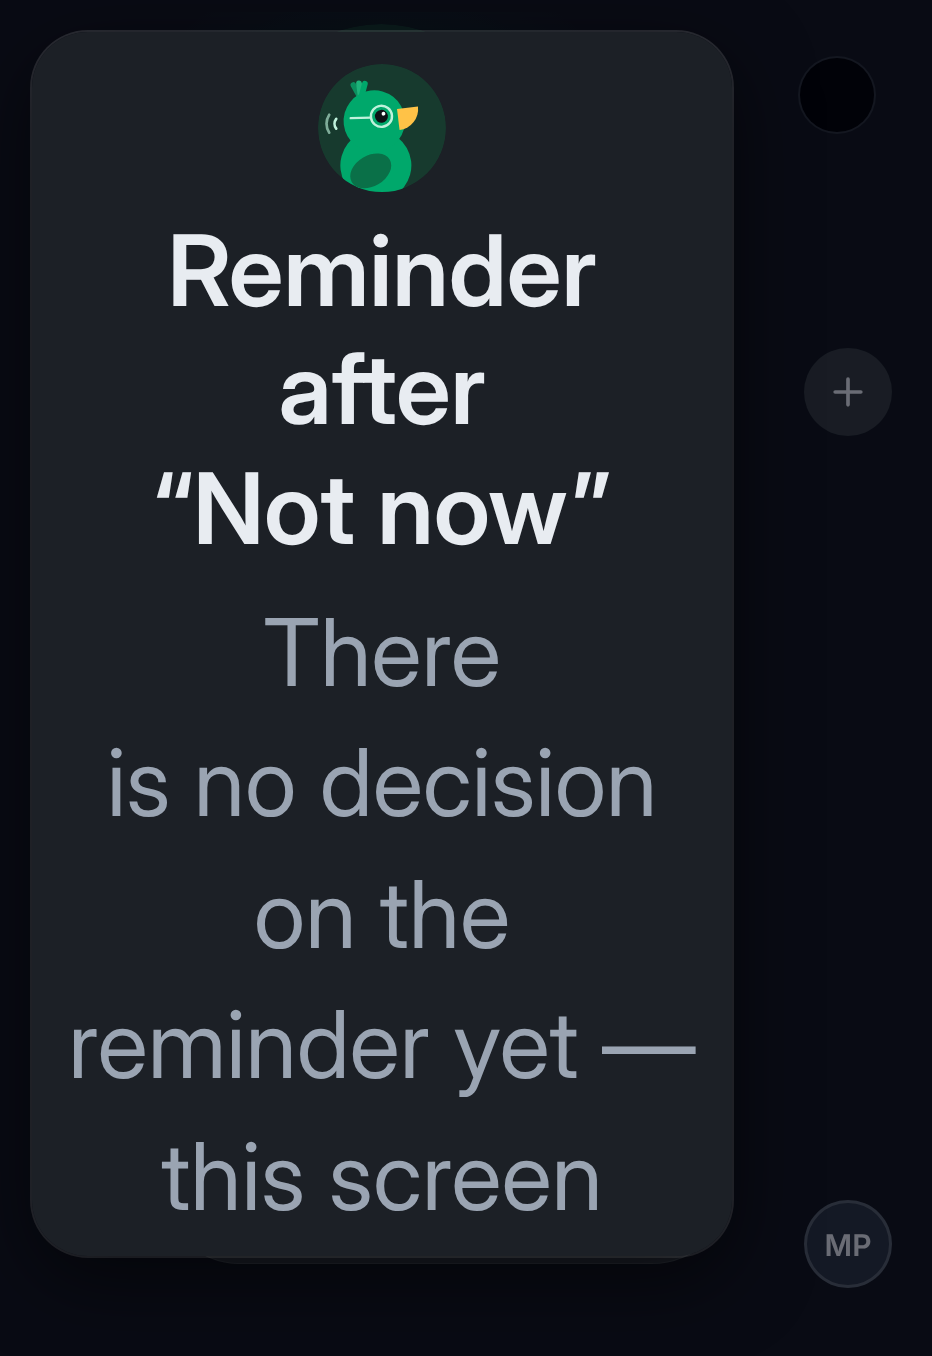 Reminder
after
“Not now”
There
is no decision
on the
reminder yet —
this screen
MP